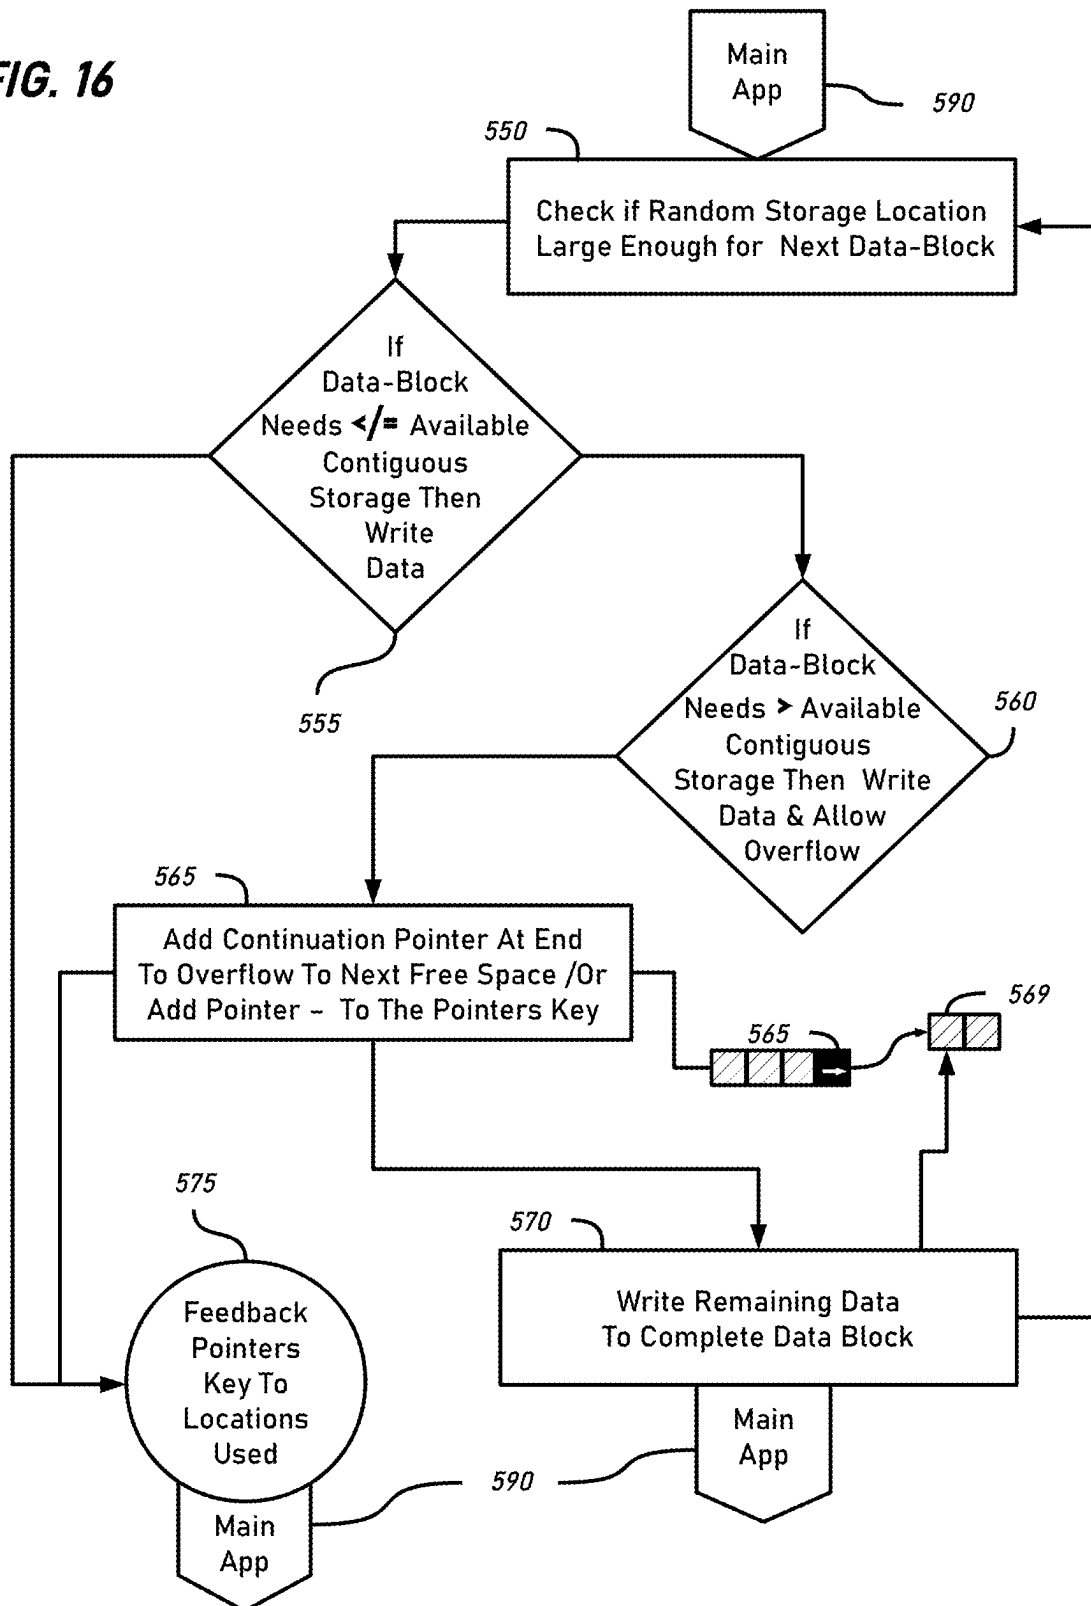 FIG. 16
Main
App
590
550
Check if Random Storage Location
Large Enough for Next Data-Block
If
Data-Block
Needs </= Available
Contiguous
Storage Then
Write
Data
555
If
Data-Block
Needs > Available
Contiguous
Storage Then Write
Data & Allow
Overflow
560
565
Add Continuation Pointer At End
To Overflow To Next Free Space /Or
Add Pointer - To The Pointers Key
565
569
575
Feedback
Pointers
Key To
Locations
Used
570
Write Remaining Data
To Complete Data Block
Main
App
590
Main
App